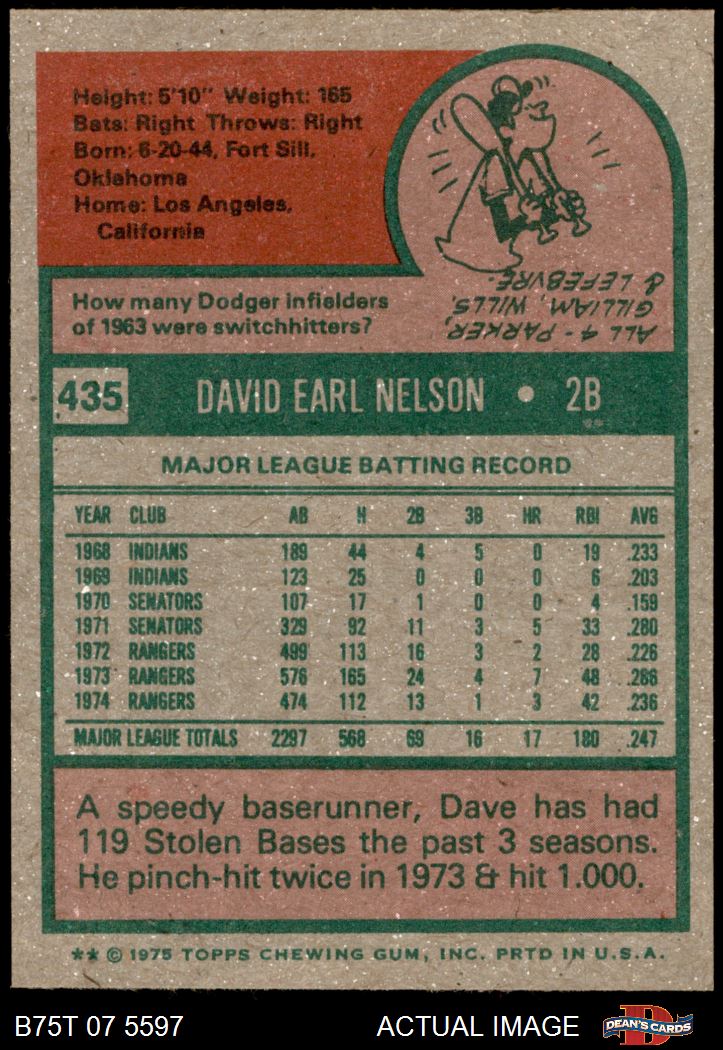 Height: 5'10" Weight: 165
Bats: Right Throws: Right
Born: 6-20-44, Fort Sill,
Oklahoma
Home: Los Angeles,
California
How many Dodger infielders
of 1963 were switchhitters?
ALL 4 - PARKER,
GILLIAM, WILLS,
& LEFEBVRE.
435 DAVID EARL NELSON • 2B
**
MAJOR LEAGUE BATTING RECORD
YEAR CLUB AB H 2B 3B HR RBI AVG
1968 INDIANS 189 44 4 5 0 19 .233
1969 INDIANS 123 25 0 0 0 6 .203
1970 SENATORS 107 17 1 0 0 4 .159
1971 SENATORS 329 92 11 3 5 33 .280
1972 RANGERS 499 113 16 3 2 28 .226
1973 RANGERS 576 165 24 4 7 48 .286
1974 RANGERS 474 112 13 1 3 42 .236
MAJOR LEAGUE TOTALS 2297 568 69 16 17 180 .247
A speedy baserunner, Dave has had
119 Stolen Bases the past 3 seasons.
He pinch-hit twice in 1973 & hit 1.000.
** © 1975 TOPPS CHEWING GUM, INC. PRTD IN U.S.A.
B75T 07 5597 ACTUAL IMAGE D DEAN'S CARDS